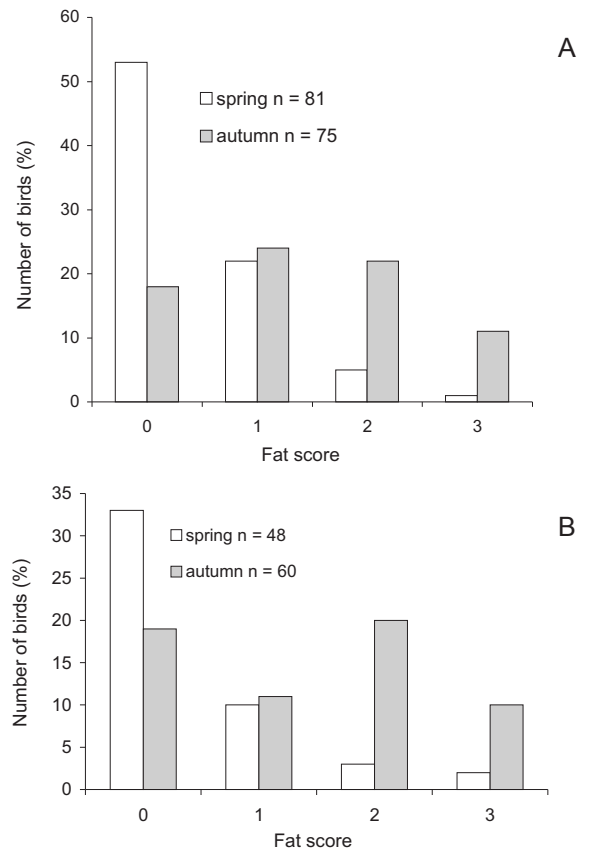 A
Number of birds (%)
60
50
40
30
20
10
0
spring n = 81
autumn n = 75
0 1 2 3
Fat score
B
Number of birds (%)
35
30
25
20
15
10
5
0
spring n = 48
autumn n = 60
0 1 2 3
Fat score